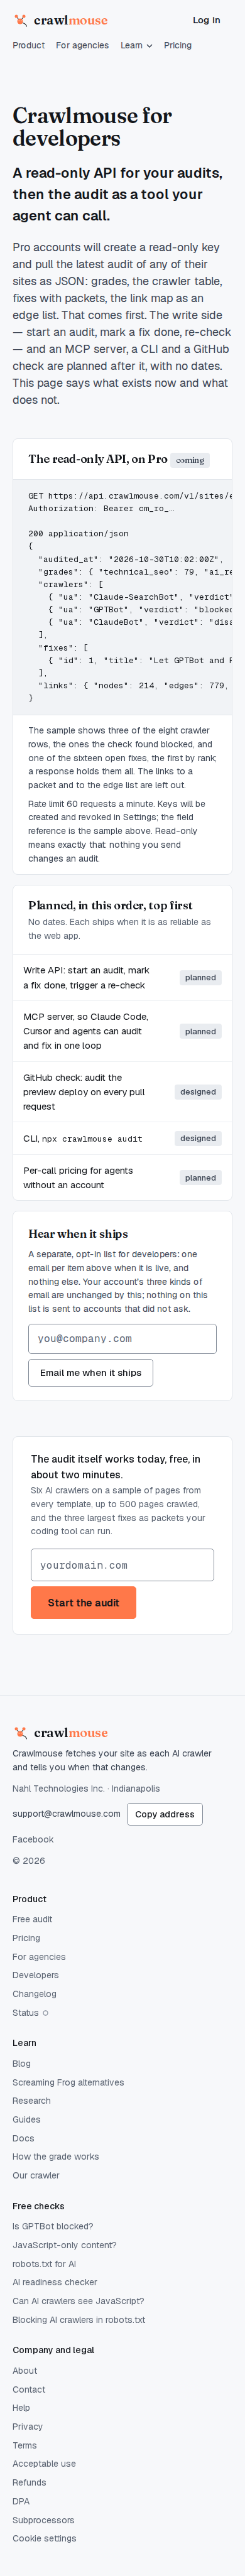 crawlmouse
Log in
Product
For agencies
Learn
Pricing
Crawlmouse for
developers
A read-only API for your audits,
then the audit as a tool your
agent can call.
Pro accounts will create a read-only key
and pull the latest audit of any of their
sites as JSON: grades, the crawler table,
fixes with packets, the link map as an
edge list. That comes first. The write side
— start an audit, mark a fix done, re-check
— and an MCP server, a CLI and a GitHub
check are planned after it, with no dates.
This page says what exists now and what
does not.
The read-only API, on Pro coming
GET https://api.crawlmouse.com/v1/sites/e
Authorization: Bearer cm_ro_…
200 application/json
{
"audited_at": "2026-10-30T10:02:00Z",
"grades": { "technical_seo": 79, "ai_re
"crawlers": [
{ "ua": "Claude-SearchBot", "verdict"
{ "ua": "GPTBot", "verdict": "blocked
{ "ua": "ClaudeBot", "verdict": "disa
],
"fixes": [
{ "id": 1, "title": "Let GPTBot and P
],
"links": { "nodes": 214, "edges": 779,
}
The sample shows three of the eight crawler
rows, the ones the check found blocked, and
one of the sixteen open fixes, the first by rank;
a response holds them all. The links to a
packet and to the edge list are left out.
Rate limit 60 requests a minute. Keys will be
created and revoked in Settings; the field
reference is the sample above. Read-only
means exactly that: nothing you send
changes an audit.
Planned, in this order, top first
No dates. Each ships when it is as reliable as
the web app.
Write API: start an audit, mark
a fix done, trigger a re-check
planned
MCP server, so Claude Code,
Cursor and agents can audit
and fix in one loop
planned
GitHub check: audit the
preview deploy on every pull
request
designed
CLI, npx crawlmouse audit
designed
Per-call pricing for agents
without an account
planned
Hear when it ships
A separate, opt-in list for developers: one
email per item above when it is live, and
nothing else. Your account's three kinds of
email are unchanged by this; nothing on this
list is sent to accounts that did not ask.
you@company.com
Email me when it ships
The audit itself works today, free, in
about two minutes.
Six AI crawlers on a sample of pages from
every template, up to 500 pages crawled,
and the three largest fixes as packets your
coding tool can run.
yourdomain.com
Start the audit
crawlmouse
Crawlmouse fetches your site as each AI crawler
and tells you when that changes.
Nahl Technologies Inc. · Indianapolis
support@crawlmouse.com
Copy address
Facebook
© 2026
Product
Free audit
Pricing
For agencies
Developers
Changelog
Status
Learn
Blog
Screaming Frog alternatives
Research
Guides
Docs
How the grade works
Our crawler
Free checks
Is GPTBot blocked?
JavaScript-only content?
robots.txt for AI
AI readiness checker
Can AI crawlers see JavaScript?
Blocking AI crawlers in robots.txt
Company and legal
About
Contact
Help
Privacy
Terms
Acceptable use
Refunds
DPA
Subprocessors
Cookie settings